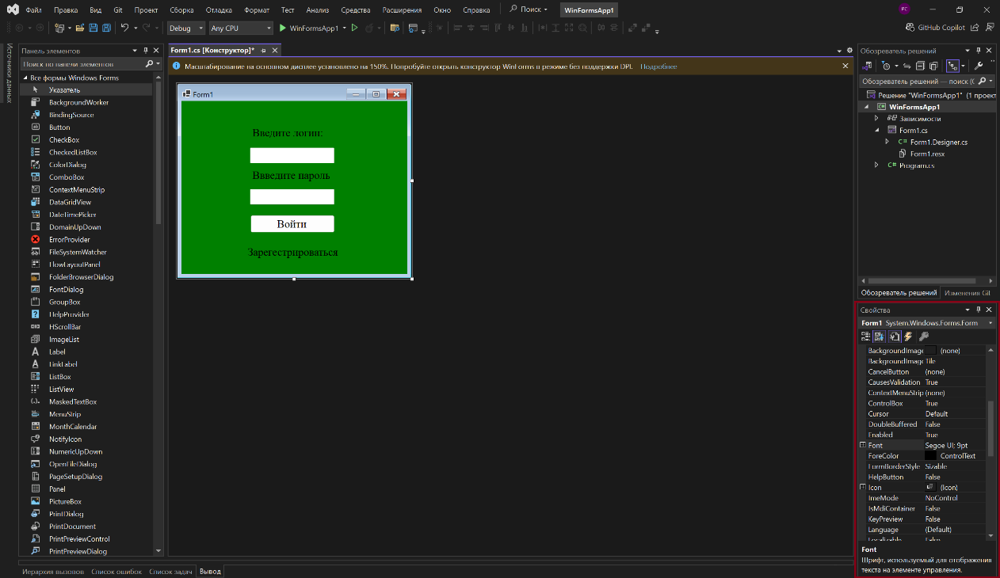 Файл Правка Вид Git Проект Сборка Отладка Формат Тест Анализ Средства Расширения Окно Справка Поиск WinFormsApp1 PC
Debug Any CPU WinFormsApp1 GitHub Copilot
Источники данных
Панель элементов
Поиск по панели элементов
Все формы Windows Forms
Указатель
BackgroundWorker
BindingSource
Button
CheckBox
CheckedListBox
ColorDialog
ComboBox
ContextMenuStrip
DataGridView
DateTimePicker
DomainUpDown
ErrorProvider
FileSystemWatcher
FlowLayoutPanel
FolderBrowserDialog
FontDialog
GroupBox
HelpProvider
HScrollBar
ImageList
Label
LinkLabel
ListBox
ListView
MaskedTextBox
MenuStrip
MonthCalendar
NotifyIcon
NumericUpDown
OpenFileDialog
PageSetupDialog
Panel
PictureBox
PrintDialog
PrintDocument
PrintPreviewControl
PrintPreviewDialog
Form1.cs [Конструктор]*
Масштабирование на основном дисплее установлено на 150%. Попробуйте открыть конструктор WinForms в режиме без поддержки DPI. Подробнее
Form1
Введите логин:
Ввведите пароль
Войти
Зарегестрироваться
Обозреватель решений
Обозреватель решений — поиск (C
Решение "WinFormsApp1" (1 проект
WinFormsApp1
Зависимости
Form1.cs
C# Form1.Designer.cs
Form1.resx
C# Program.cs
Обозреватель решений Изменения Git
Свойства
Form1 System.Windows.Forms.Form
BackgroundImage (none)
BackgroundImage Tile
CancelButton (none)
CausesValidation True
ContextMenuStrip (none)
ControlBox True
Cursor Default
DoubleBuffered False
Enabled True
Font Segoe UI; 9pt
ForeColor ControlText
FormBorderStyle Sizable
HelpButton False
Icon (Icon)
ImeMode NoControl
IsMdiContainer False
KeyPreview False
Language (Default)
Localizable False
Font
Шрифт, используемый для отображения
текста на элементе управления.
Иерархия вызовов Список ошибок Список задач Вывод